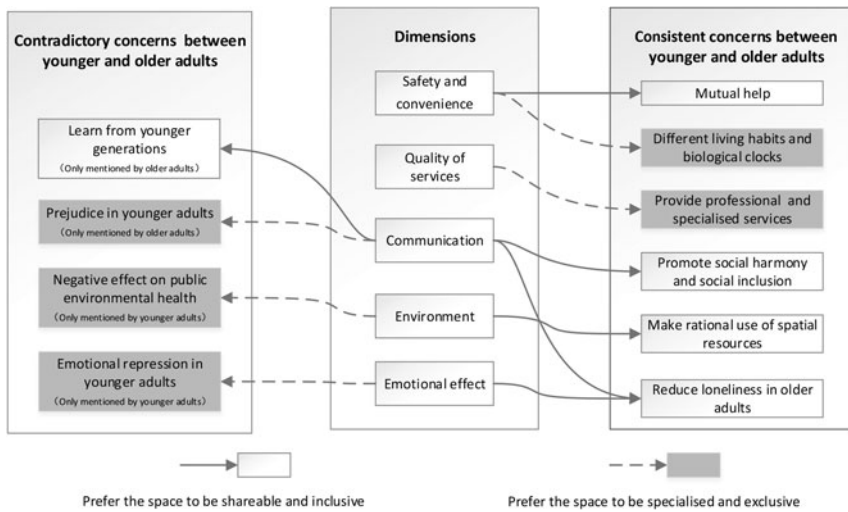 Contradictory concerns between
younger and older adults
Learn from younger
generations
(Only mentioned by older adults)
Prejudice in younger adults
(Only mentioned by older adults)
Negative effect on public
environmental health
(Only mentioned by younger adults)
Emotional repression in
younger adults
(Only mentioned by younger adults)
Dimensions
Safety and
convenience
Quality of
services
Communication
Environment
Emotional effect
Consistent concerns between
younger and older adults
Mutual help
Different living habits and
biological clocks
Provide professional and
specialised services
Promote social harmony
and social inclusion
Make rational use of spatial
resources
Reduce loneliness in older
adults
Prefer the space to be shareable and inclusive
Prefer the space to be specialised and exclusive